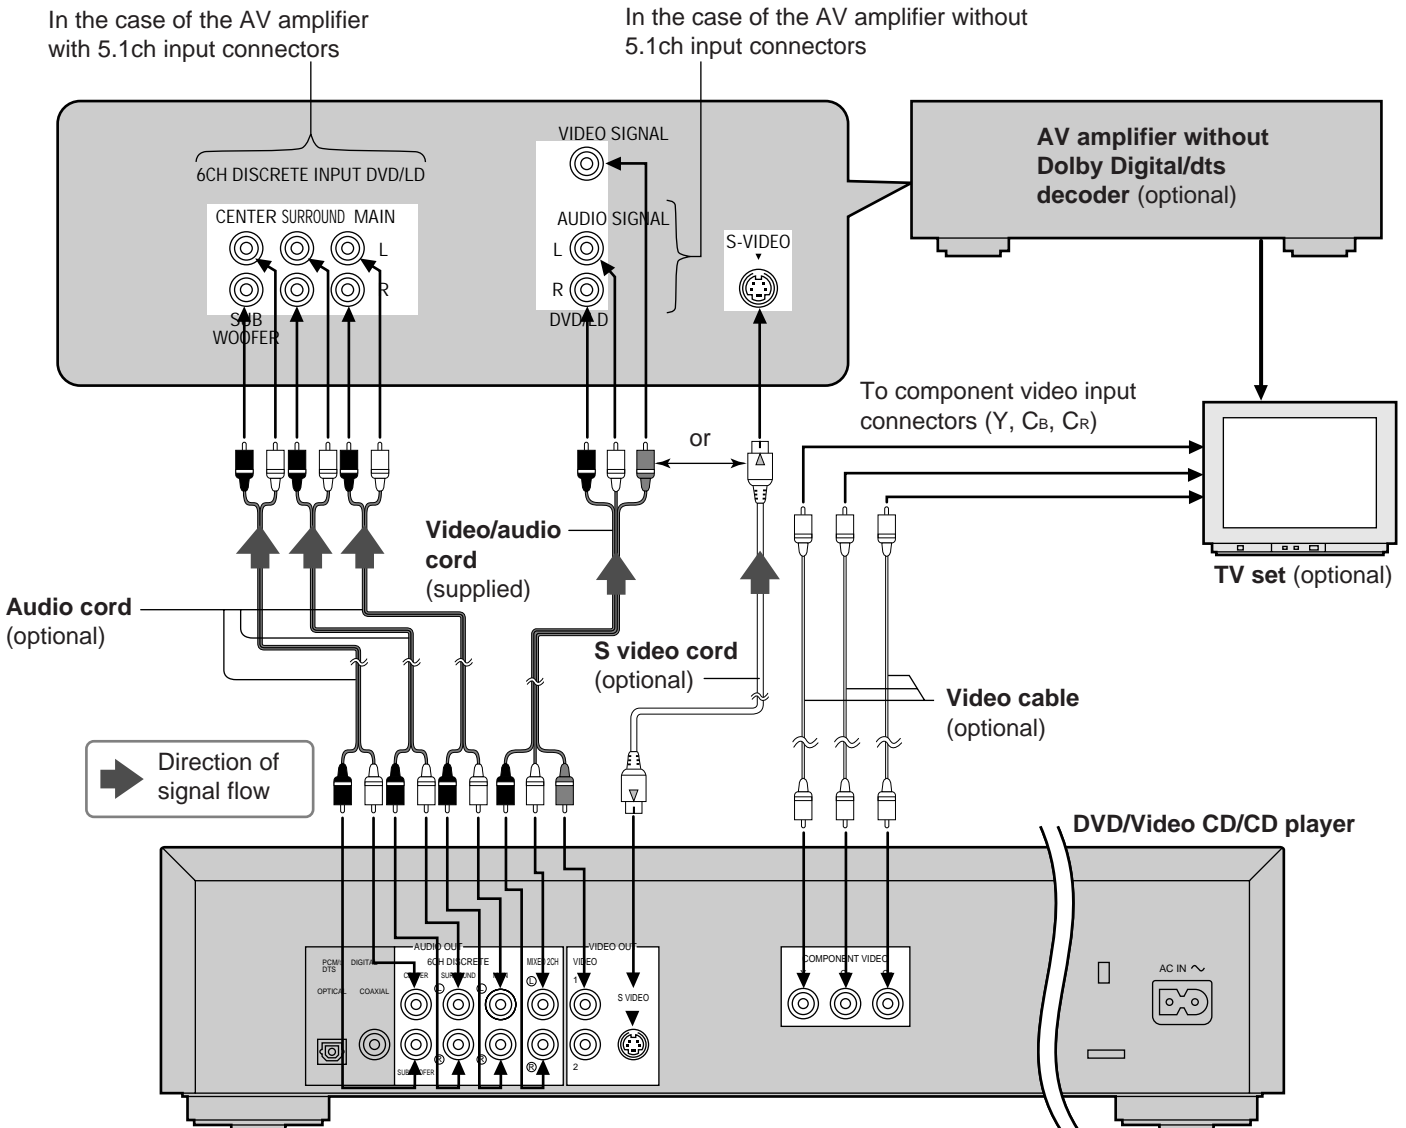 In the case of the AV amplifier
with 5.1ch input connectors
In the case of the AV amplifier without
5.1ch input connectors
VIDEO SIGNAL
6CH DISCRETE INPUT DVD/LD
CENTER SURROUND MAIN
L
R
SUB
WOOFER
AUDIO SIGNAL
L
R
DVD/LD
S-VIDEO
AV amplifier without
Dolby Digital/dts
decoder (optional)
To component video input
connectors (Y, CB, CR)
or
TV set (optional)
Video/audio
cord
(supplied)
Audio cord
(optional)
S video cord
(optional)
Video cable
(optional)
Direction of
signal flow
DVD/Video CD/CD player
AUDIO OUT
VIDEO OUT
PCM/
DTS
DIGITAL
6CH DISCRETE
MIXED 2CH
VIDEO
SURROUND
OPTICAL
COAXIAL
L
L
L
1
S VIDEO
R
R
R
2
COMPONENT VIDEO
AC IN